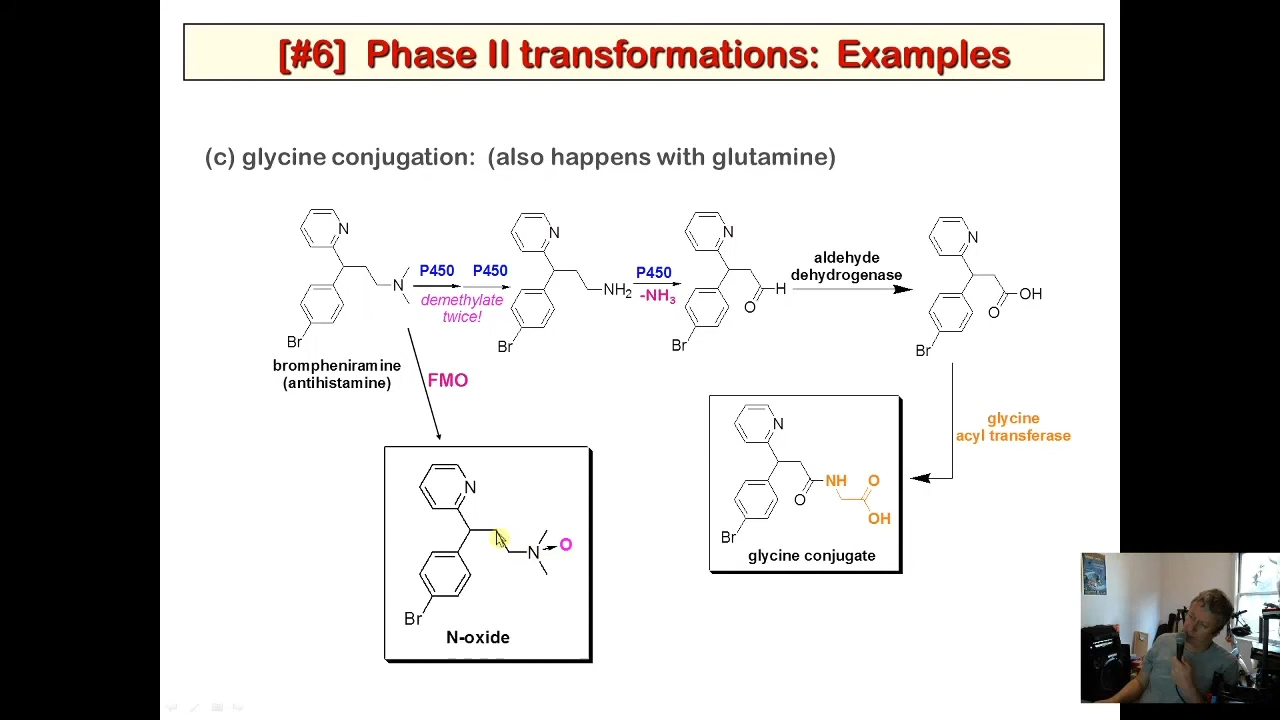 [#6] Phase II transformations: Examples
(c) glycine conjugation: (also happens with glutamine)
N
N
Br
brompheniramine
(antihistamine)
P450 P450
demethylate
twice!
N
NH2
Br
P450
-NH3
N
H
O
Br
aldehyde
dehydrogenase
N
OH
O
Br
FMO
N
N
O
Br
N-oxide
glycine
acyl transferase
N
NH
O
O
OH
Br
glycine conjugate